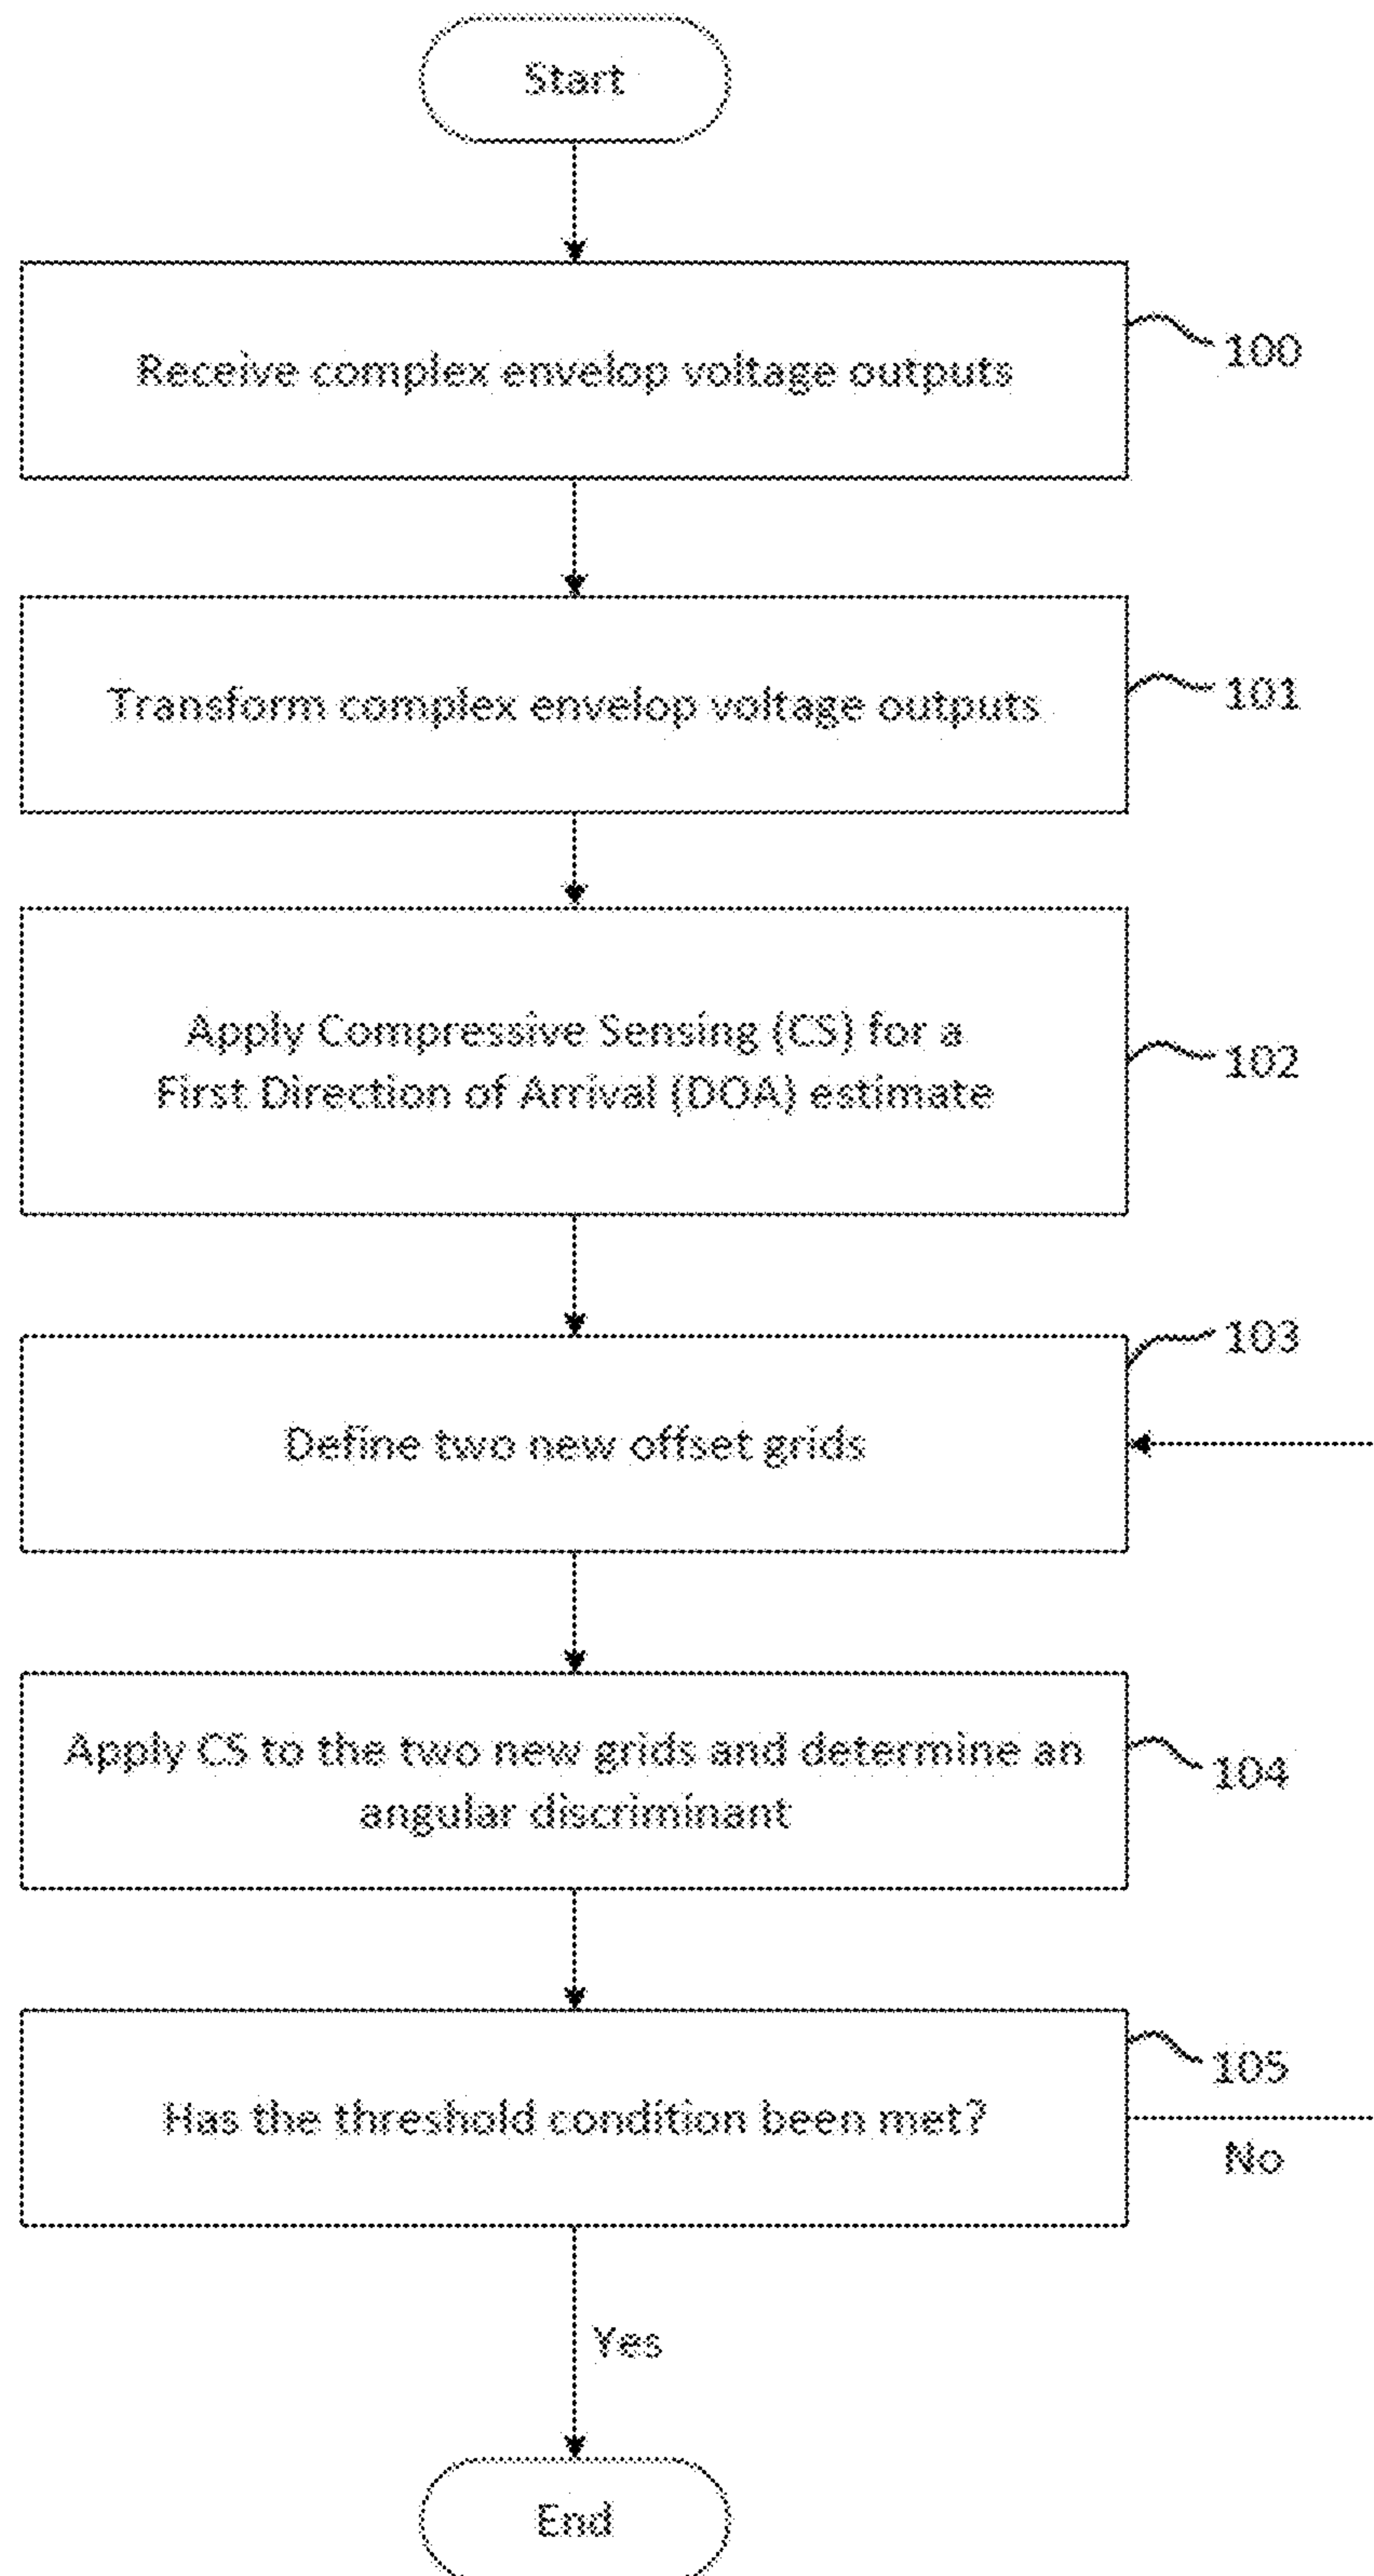 Start
Receive complex envelop voltage outputs
100
Transform complex envelop voltage outputs
101
Apply Compressive Sensing (CS) for a
First Direction of Arrival (DOA) estimate
102
103
Define two new offset grids
Apply CS to the two new grids and determine an
angular discriminant
104
105
Has the threshold condition been met?
No
Yes
End